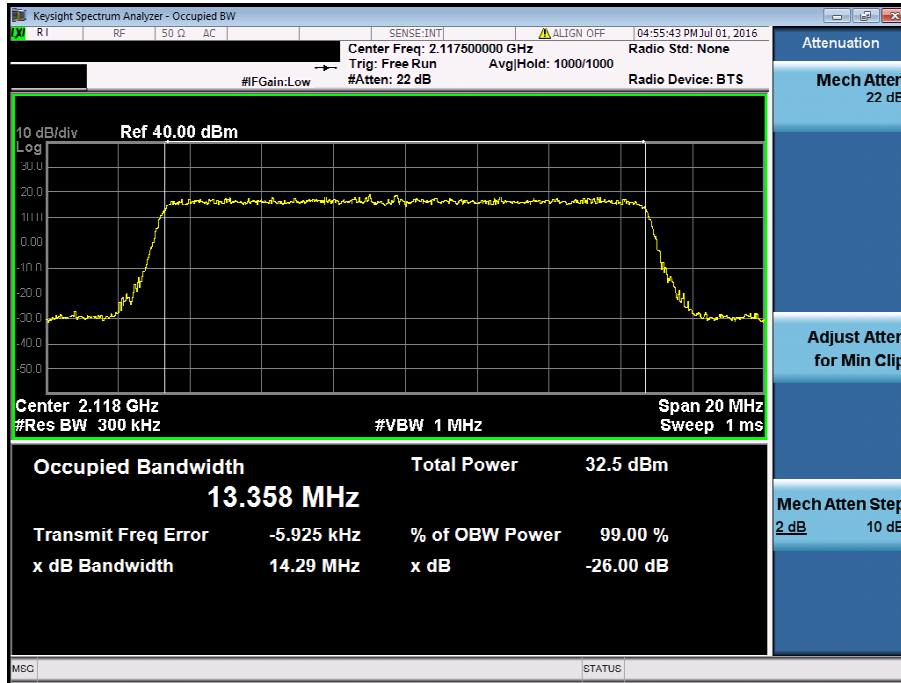 Keysight Spectrum Analyzer - Occupied BW
LXI RI RF 50 Ω AC SENSE:INT ALIGN OFF 04:55:43 PM Jul 01, 2016
Center Freq: 2.117500000 GHz Radio Std: None
Trig: Free Run Avg|Hold: 1000/1000
#IFGain:Low #Atten: 22 dB Radio Device: BTS
Attenuation
Mech Atten
22 dB
10 dB/div Ref 40.00 dBm
Log
30.0
20.0
10.0
0.00
-10.0
-20.0
-30.0
-40.0
-50.0
Center 2.118 GHz Span 20 MHz
#Res BW 300 kHz #VBW 1 MHz Sweep 1 ms
Adjust Atten
for Min Clip
Occupied Bandwidth Total Power 32.5 dBm
13.358 MHz
Transmit Freq Error -5.925 kHz % of OBW Power 99.00 %
x dB Bandwidth 14.29 MHz x dB -26.00 dB
Mech Atten Step
2 dB 10 dB
MSG STATUS